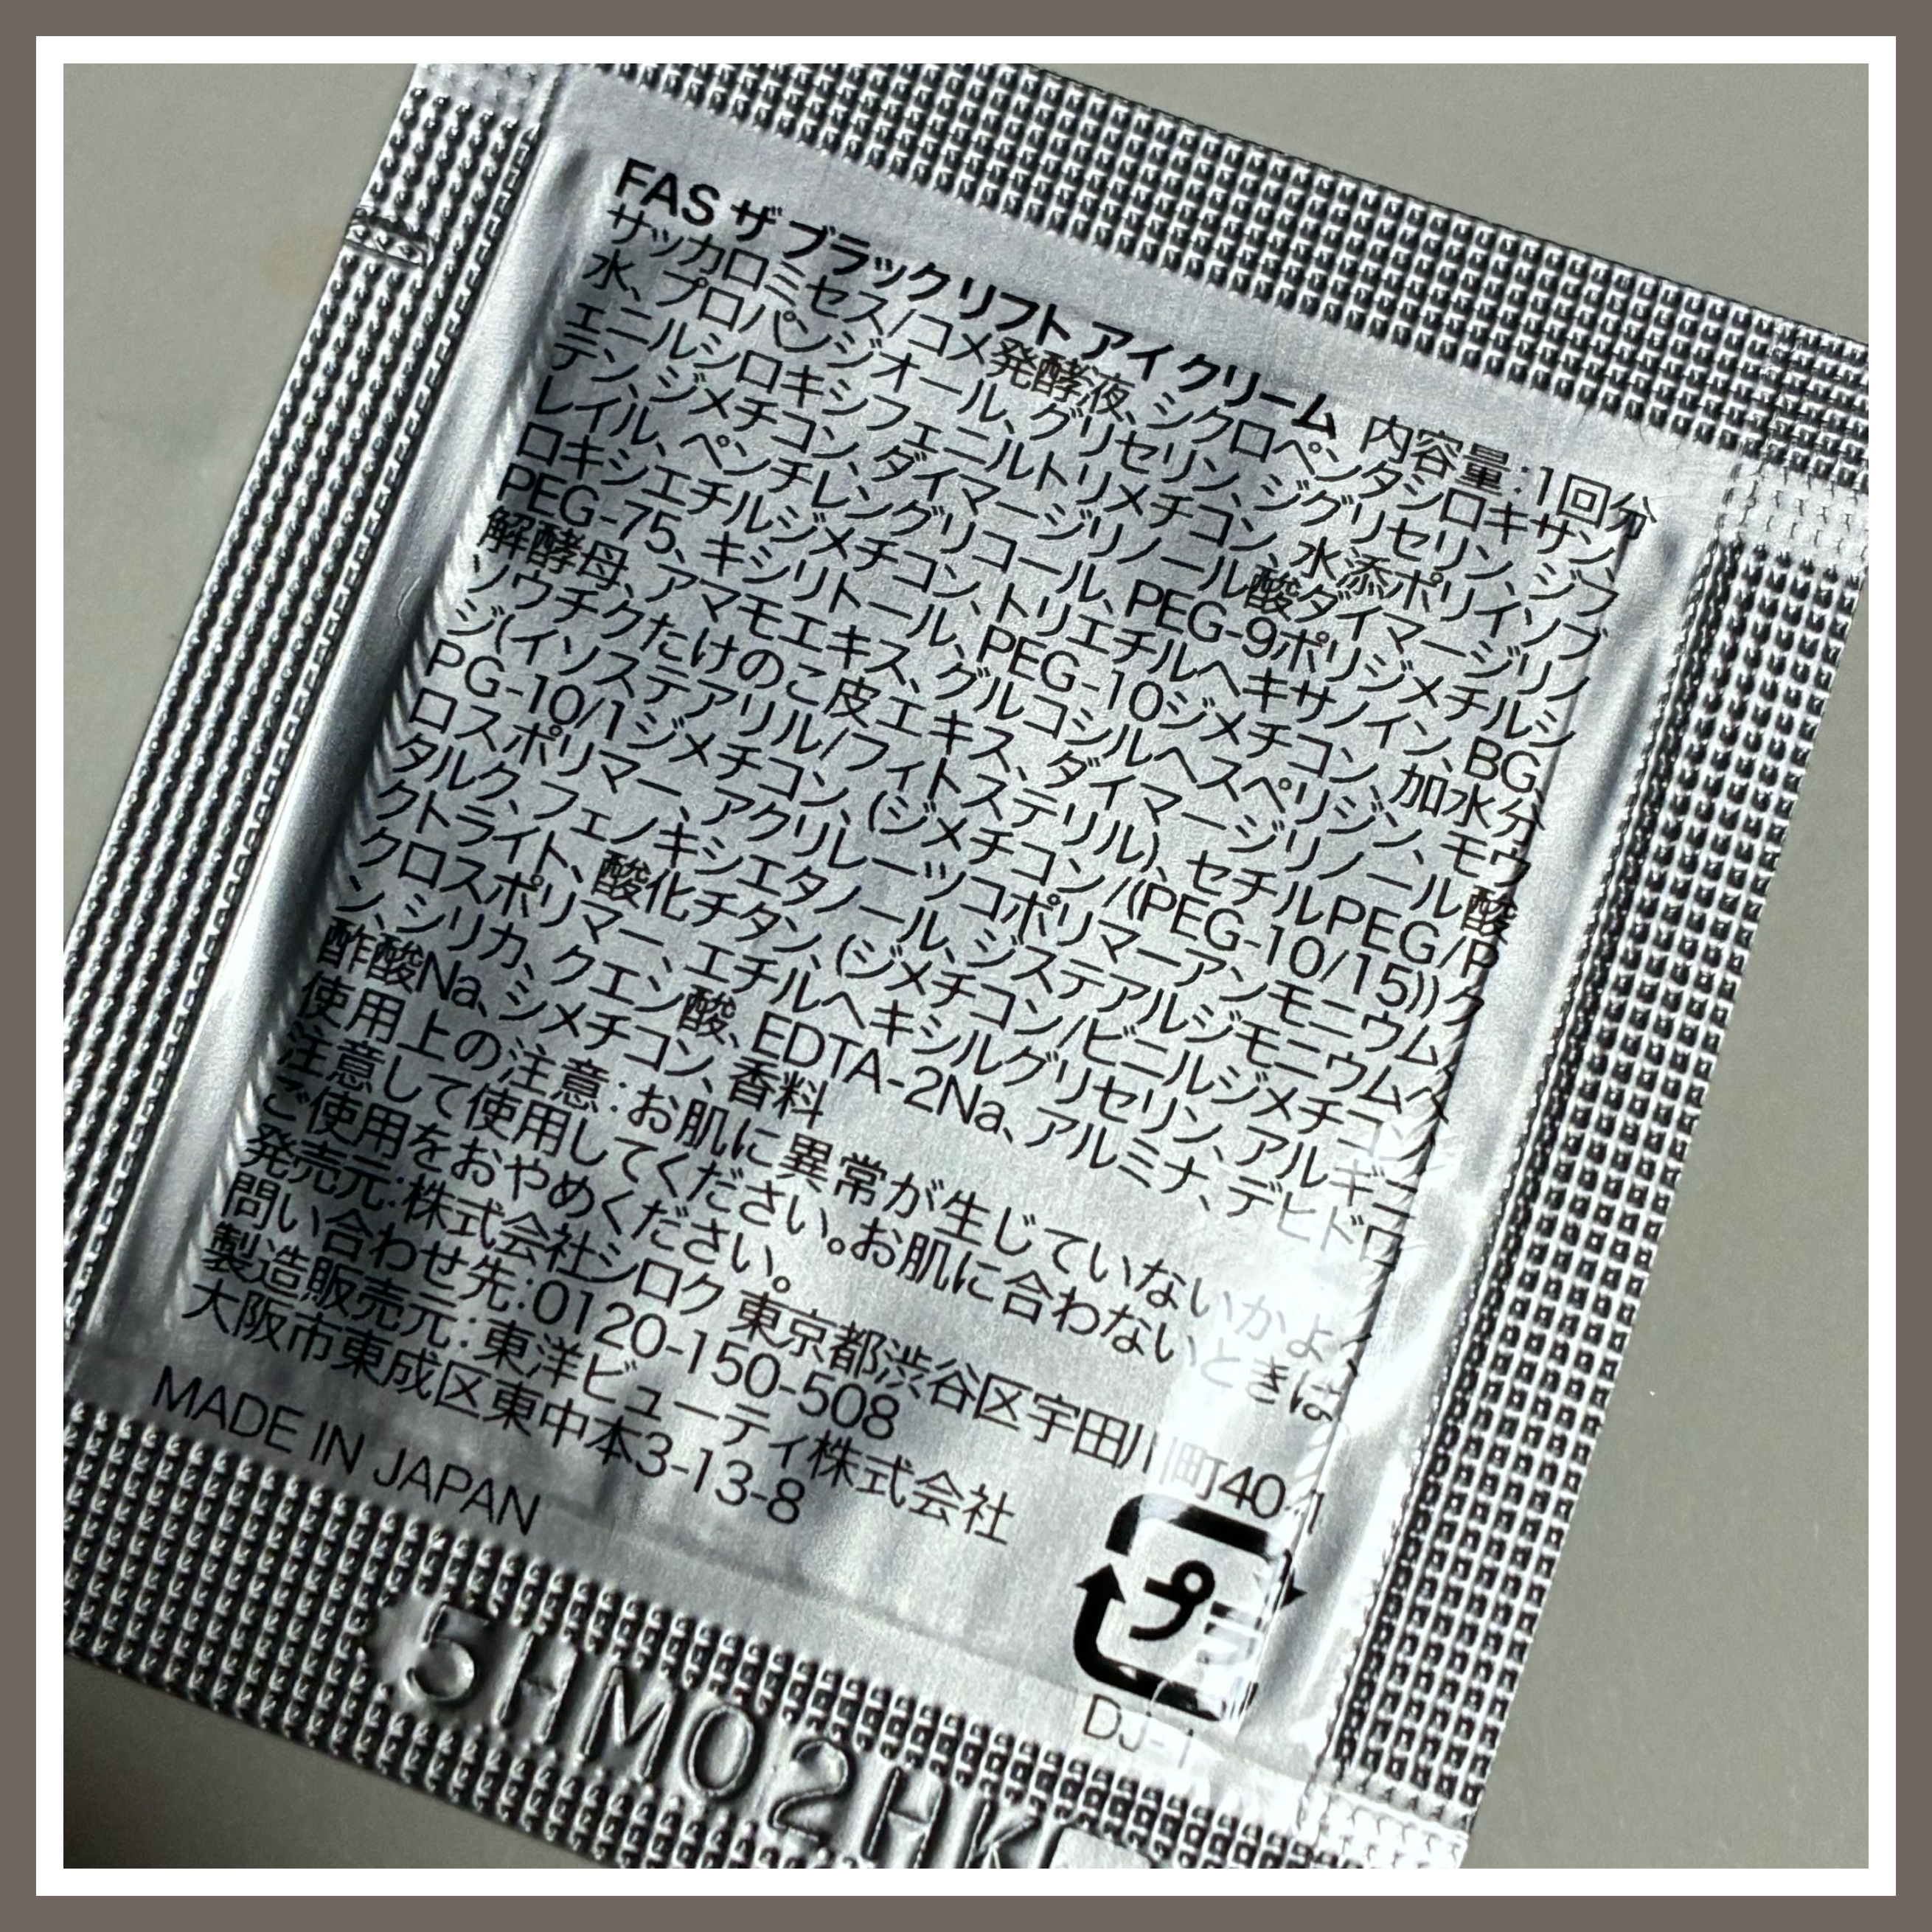 FAS ザ ブラック リフト アイ クリーム 内容量:1回分
サッカロミセス/コメ発酵液、シクロペンタシロキサン、
水、プロパンジオール、グリセリン、ジグリセリン、ジフ
ェニルシロキシフェニルトリメチコン、水添ポリイソブ
テン、ジメチコン、ダイマージリノール酸ダイマージリノ
レイル、ペンチレングリコール、PEG-9ポリジメチルシ
ロキシエチルジメチコン、トリエチルヘキサノイン、BG、
PEG-75、キシリトール、PEG-10ジメチコン、加水分
解酵母、アマモエキス、グルコシルヘスペリジン、モウ
ソウチクたけのこ皮エキス、ダイマージリノール酸
ジ(イソステアリル/フィトステリル)、セチルPEG/P
PG-10/1ジメチコン、(ジメチコン/(PEG-10/15))ク
ロスポリマー、アクリレーツコポリマーアンモニウム、
タルク、フェノキシエタノール、ジステアルジモニウムヘ
クトライト、酸化チタン、(ジメチコン/ビニルジメチコン)
クロスポリマー、エチルヘキシルグリセリン、アルギニ
ン、シリカ、クエン酸、EDTA-2Na、アルミナ、デヒドロ
酢酸Na、シメチコン、香料
使用上の注意:お肌に異常が生じていないかよく
注意して使用してください。お肌に合わないときは、
ご使用をおやめください。
発売元:株式会社シロク 東京都渋谷区宇田川町40-1
問い合わせ先:0120-150-508
製造販売元:東洋ビューティ株式会社
大阪市東成区東中本3-13-8
MADE IN JAPAN
プラ
DJ-1
5HM02HK